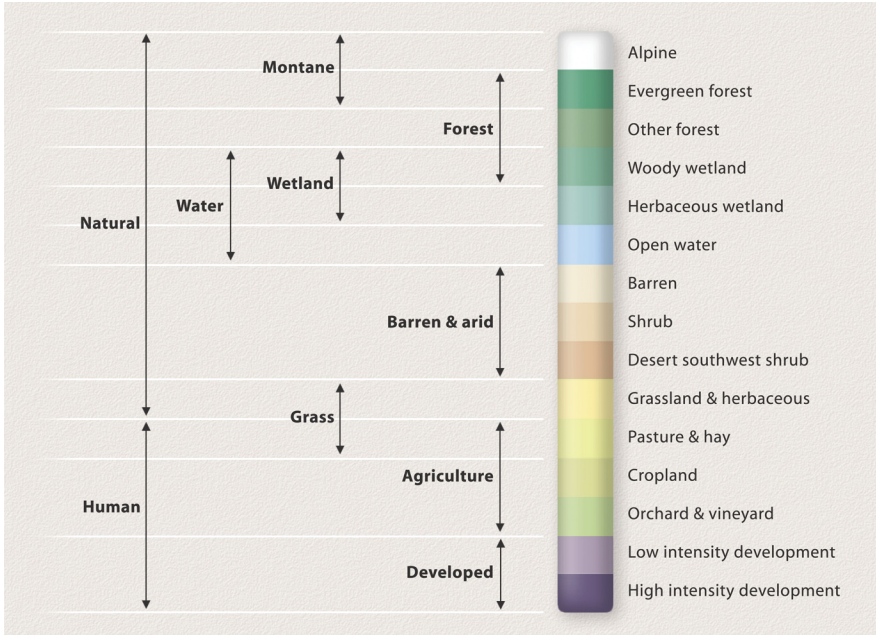 Montane
Forest
Wetland
Water
Natural
Barren & arid
Grass
Agriculture
Human
Developed
Alpine
Evergreen forest
Other forest
Woody wetland
Herbaceous wetland
Open water
Barren
Shrub
Desert southwest shrub
Grassland & herbaceous
Pasture & hay
Cropland
Orchard & vineyard
Low intensity development
High intensity development